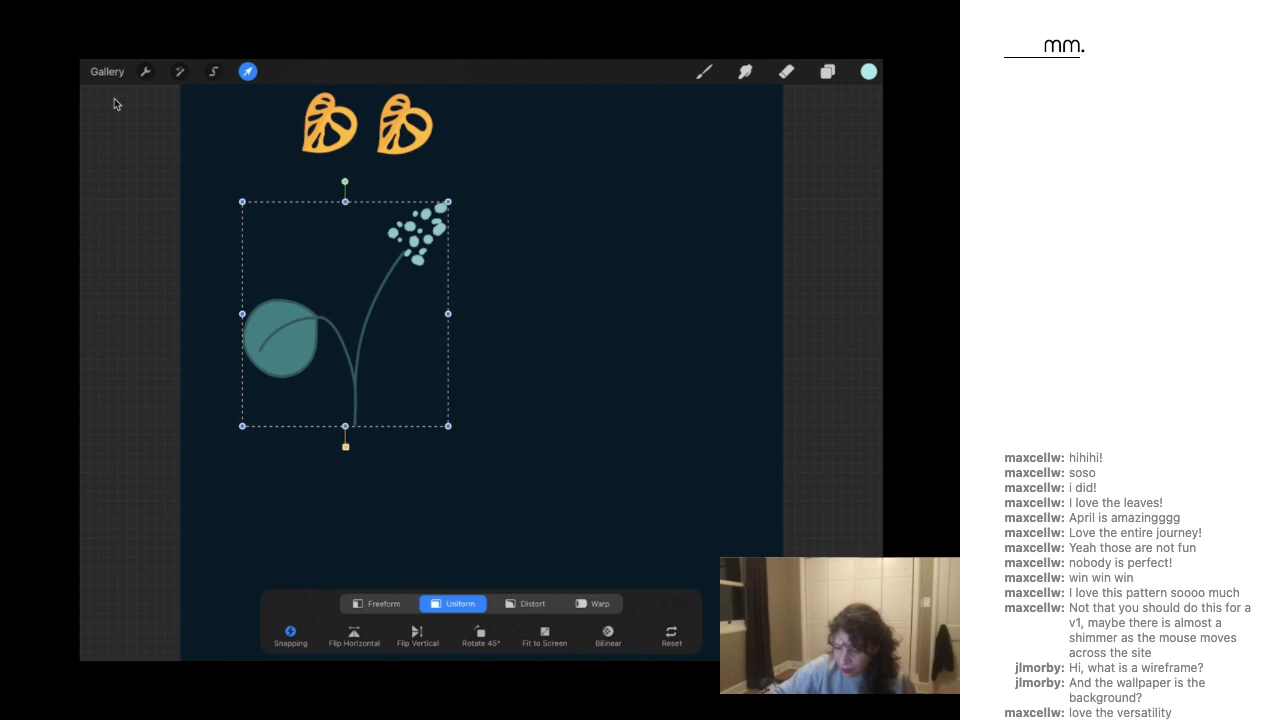 Gallery
Freeform Uniform Distort Warp
Snapping Flip Horizontal Flip Vertical Rotate 45° Fit to Screen Bilinear Reset
mm.
maxcellw: hihihi!
maxcellw: soso
maxcellw: i did!
maxcellw: I love the leaves!
maxcellw: April is amazingggg
maxcellw: Love the entire journey!
maxcellw: Yeah those are not fun
maxcellw: nobody is perfect!
maxcellw: win win win
maxcellw: I love this pattern soooo much
maxcellw: Not that you should do this for a
v1, maybe there is almost a
shimmer as the mouse moves
across the site
jlmorby: Hi, what is a wireframe?
jlmorby: And the wallpaper is the
background?
maxcellw: love the versatility